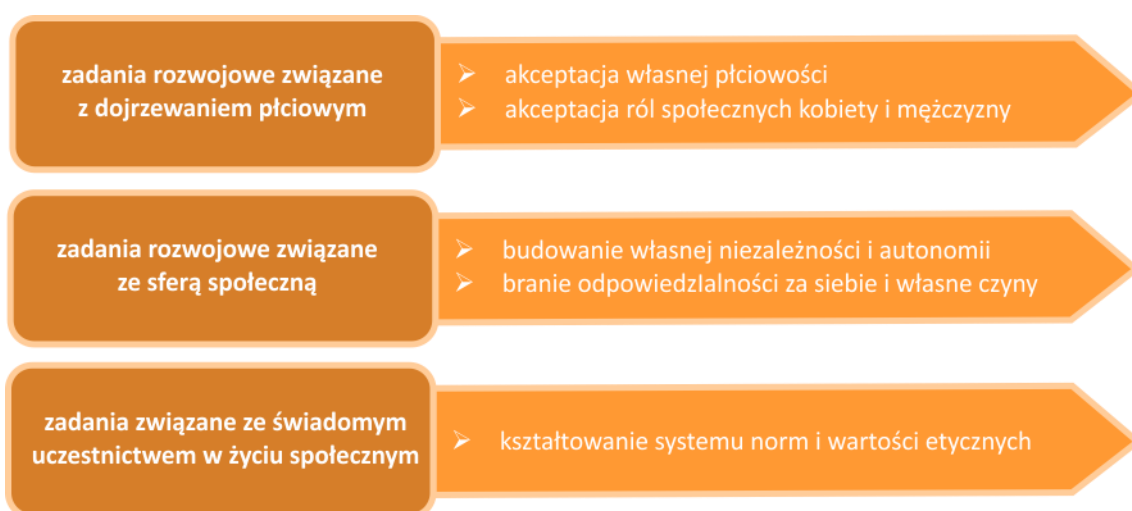 zadania rozwojowe związane
z dojrzewaniem płciowym
➢ akceptacja własnej płciowości
➢ akceptacja ról społecznych kobiety i mężczyzny
zadania rozwojowe związane
ze sferą społeczną
➢ budowanie własnej niezależności i autonomii
➢ branie odpowiedzIalności za siebie i własne czyny
zadania związane ze świadomym
uczestnictwem w życiu społecznym
➢ kształtowanie systemu norm i wartości etycznych